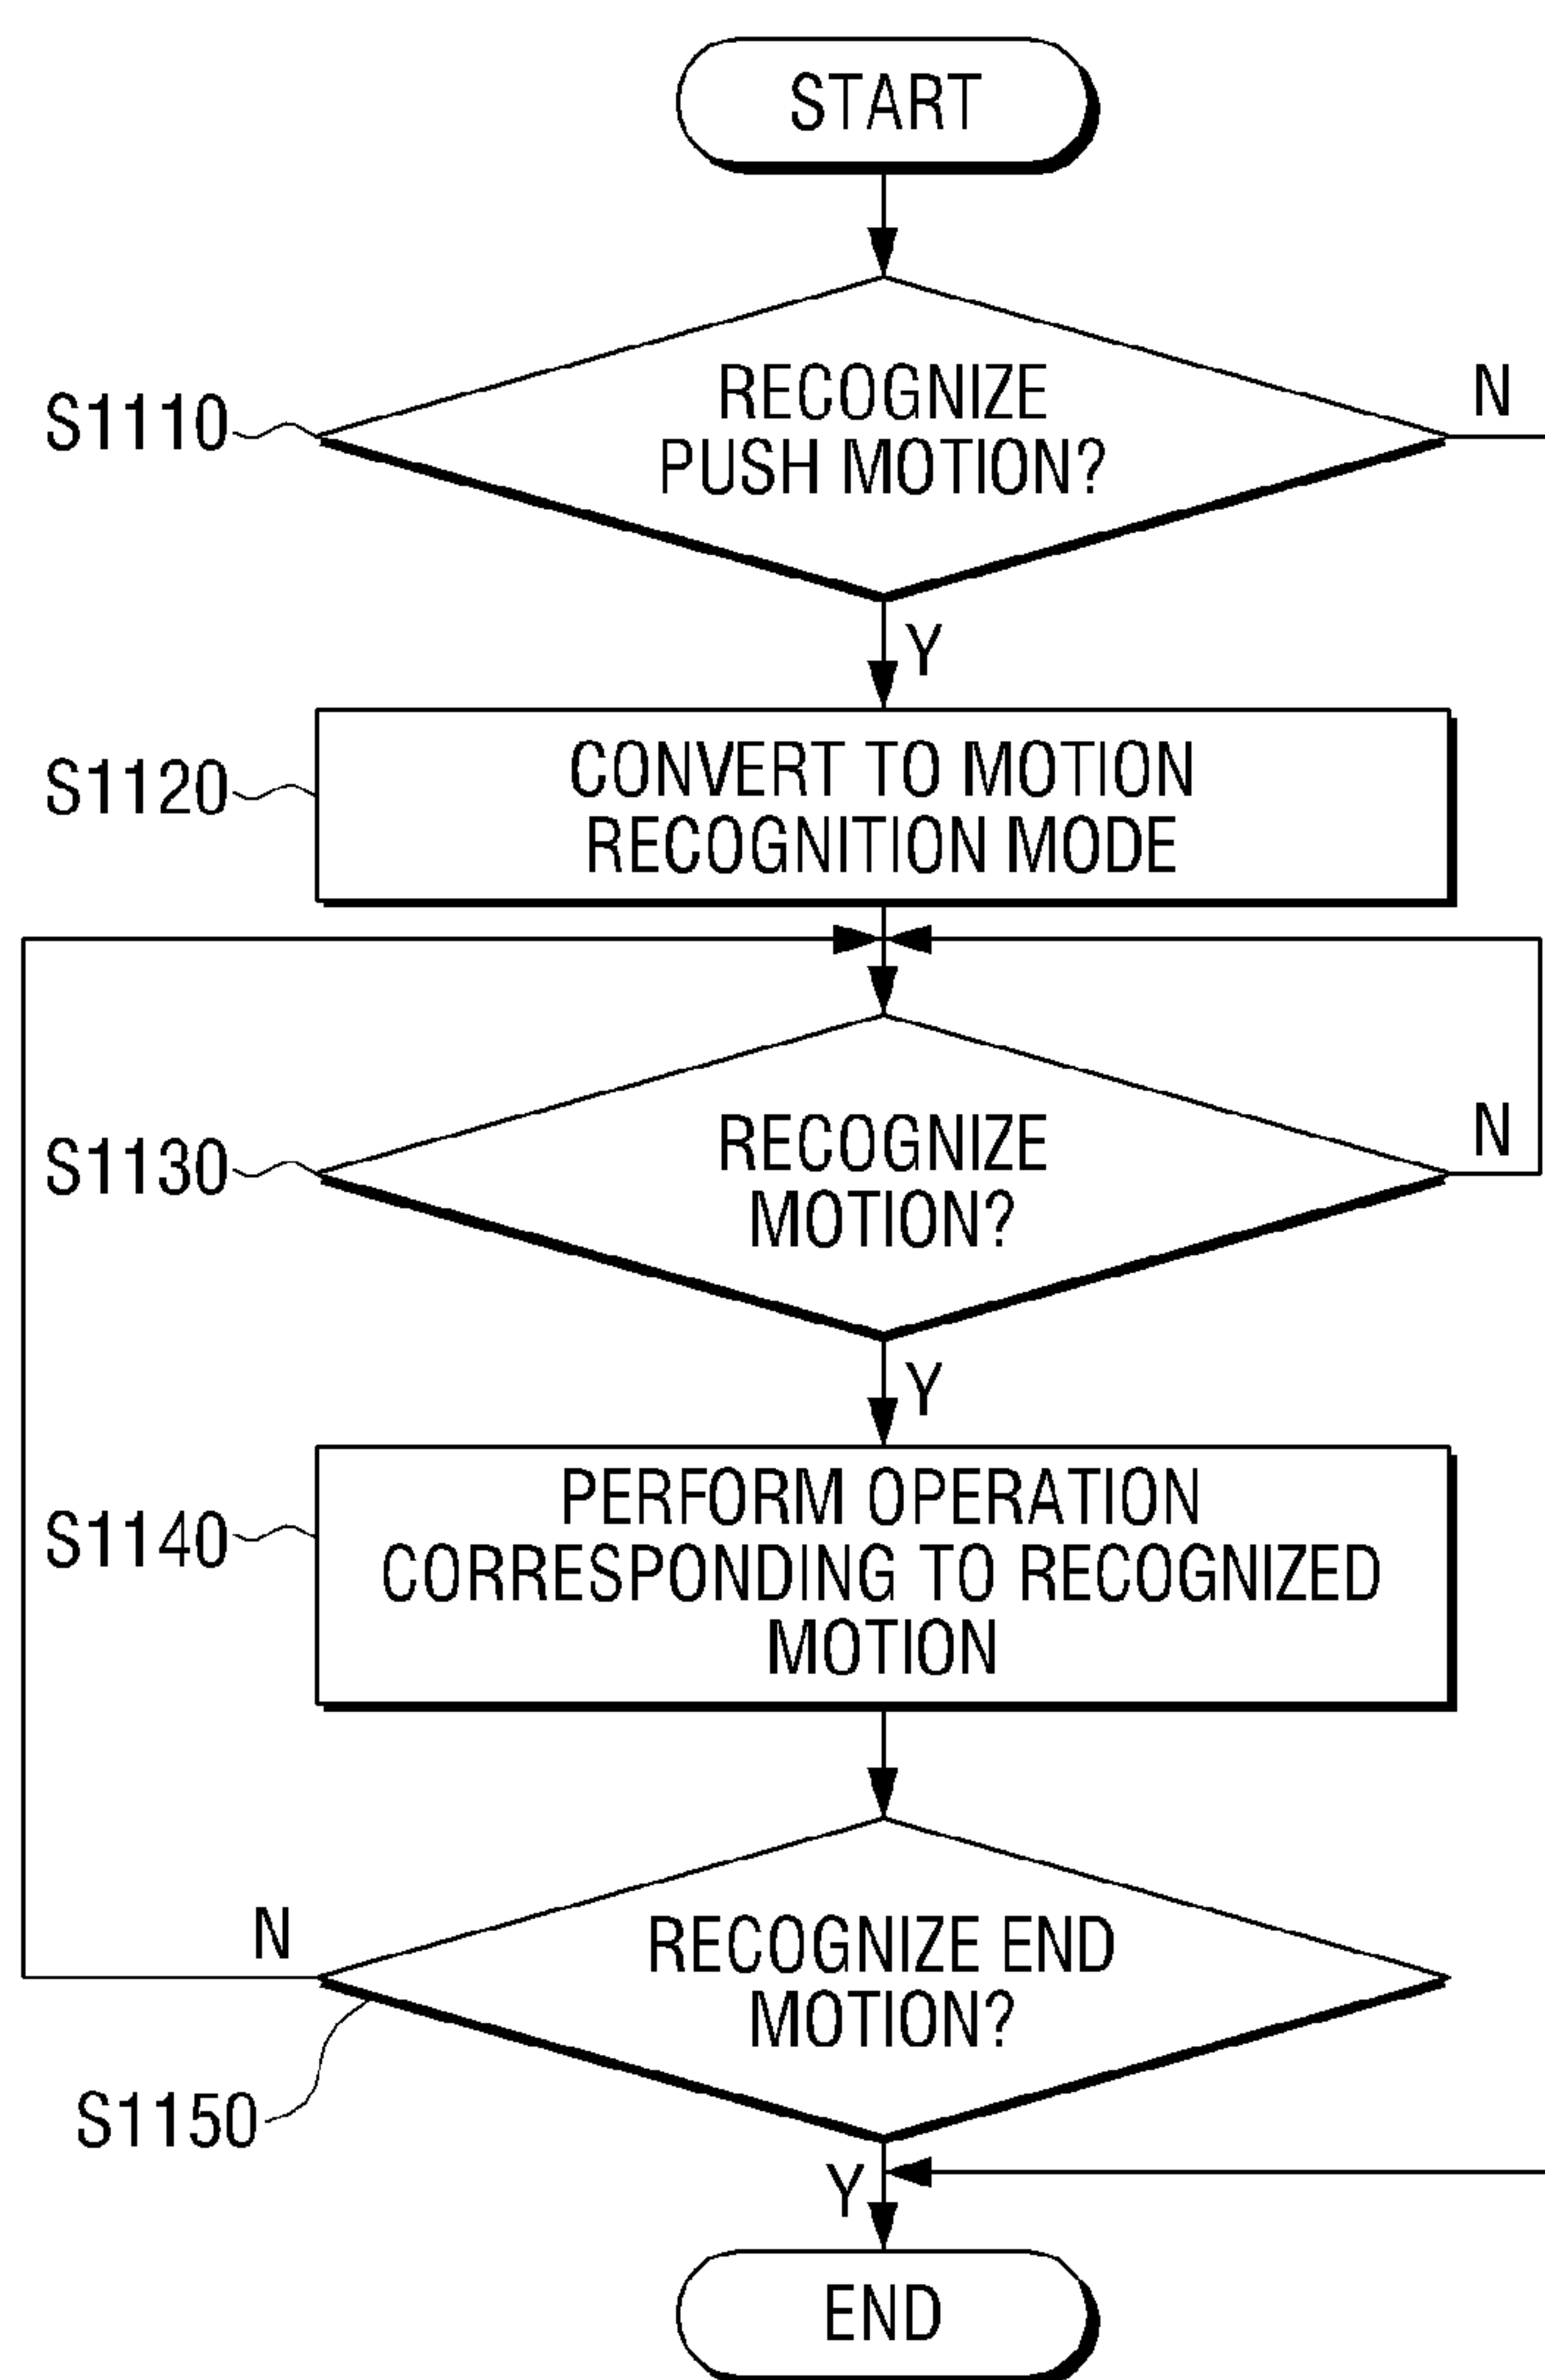 START
RECOGNIZE
PUSH MOTION?
N
S1110
Y
CONVERT TO MOTION
RECOGNITION MODE
S1120
RECOGNIZE
MOTION?
N
S1130
Y
PERFORM OPERATION
CORRESPONDING TO RECOGNIZED
MOTION
S1140
N
RECOGNIZE END
MOTION?
S1150
Y
END